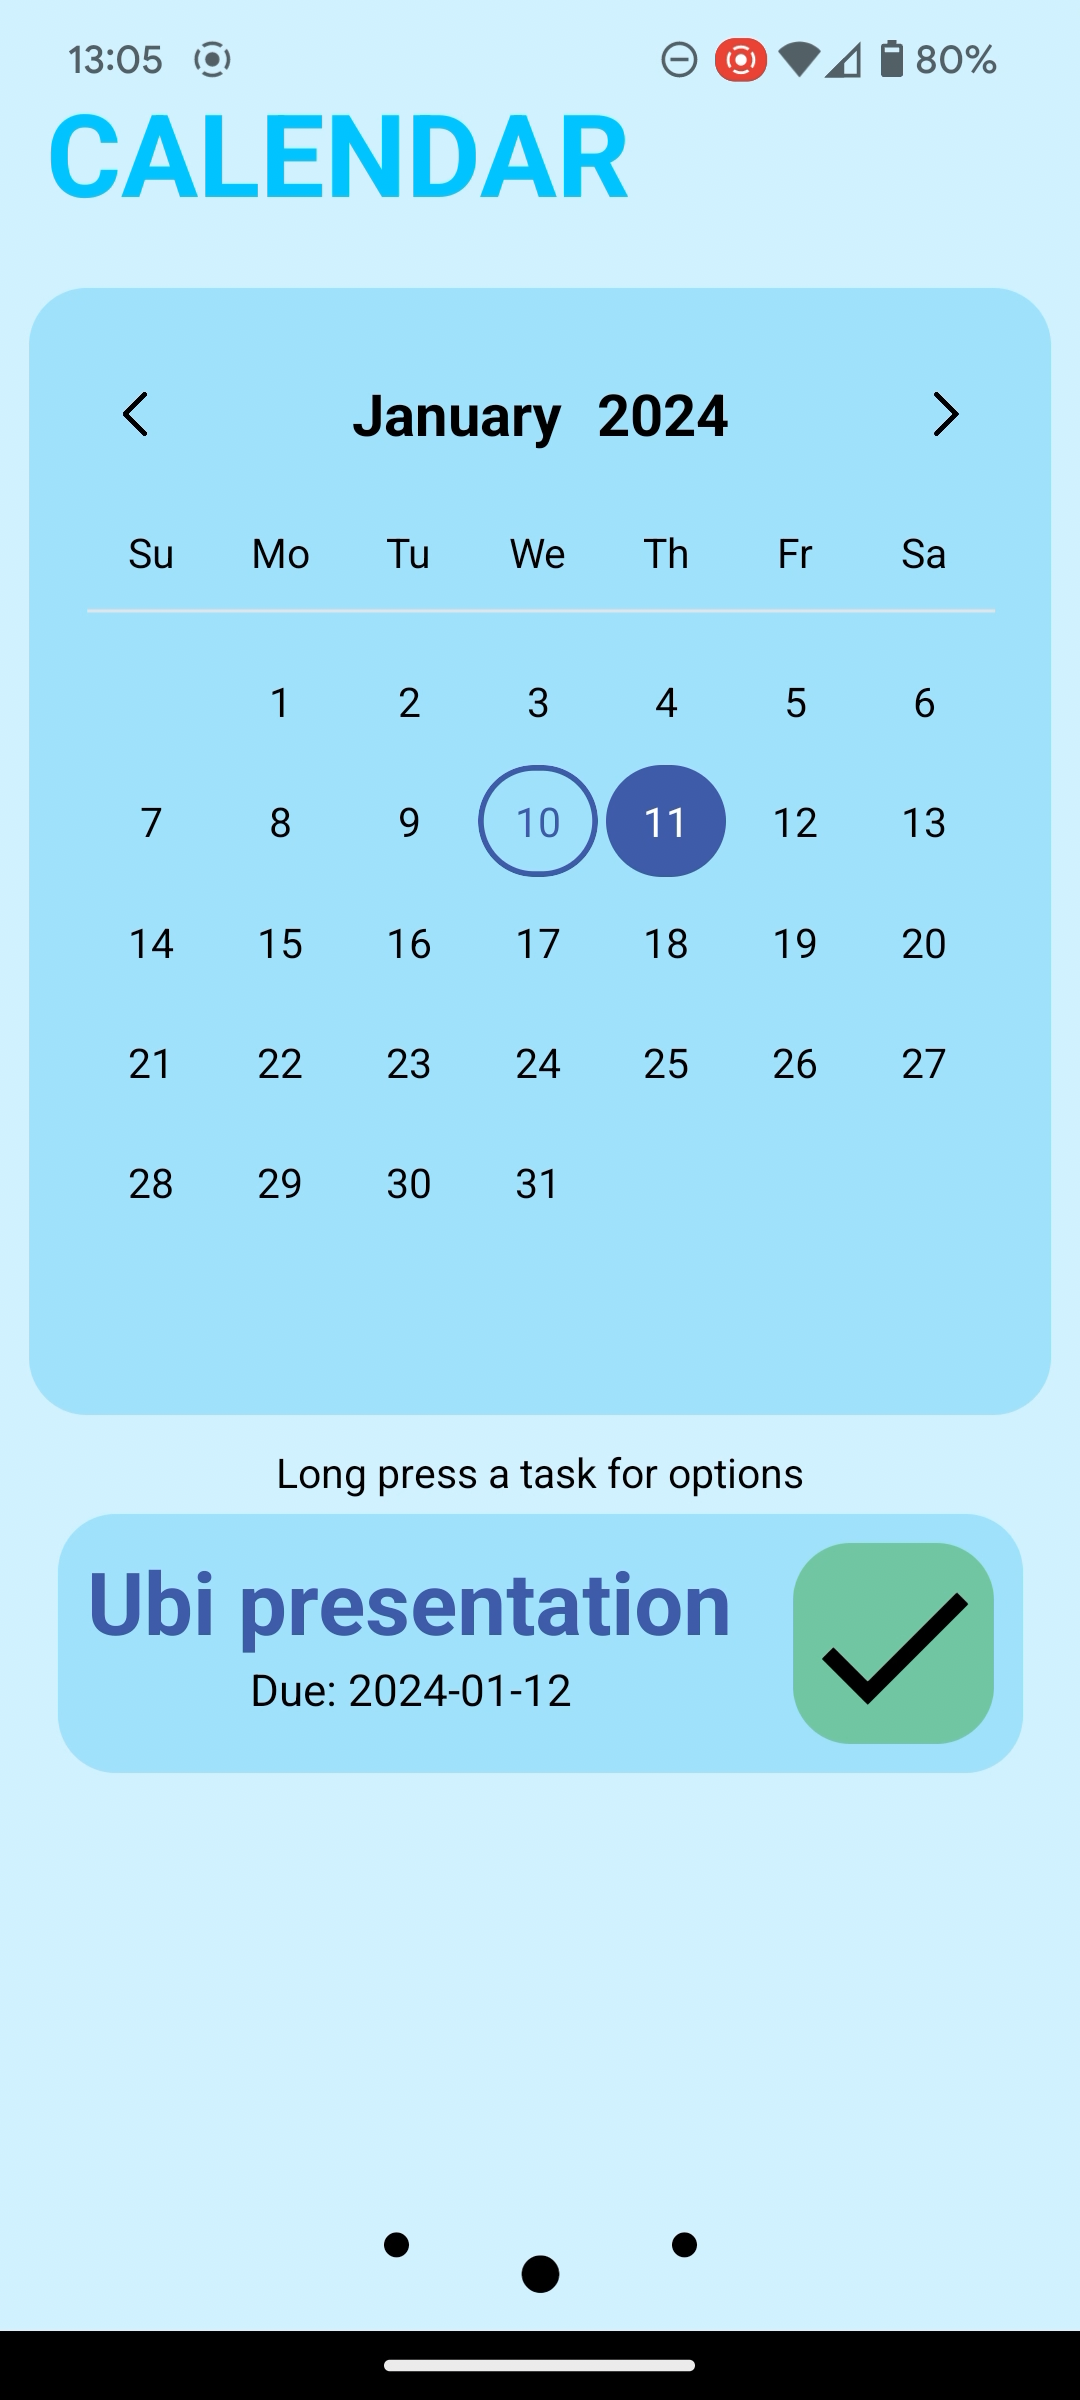 13:05 80%
CALENDAR
January 2024
Su Mo Tu We Th Fr Sa
1 2 3 4 5 6
7 8 9 10 11 12 13
14 15 16 17 18 19 20
21 22 23 24 25 26 27
28 29 30 31
Long press a task for options
Ubi presentation
Due: 2024-01-12